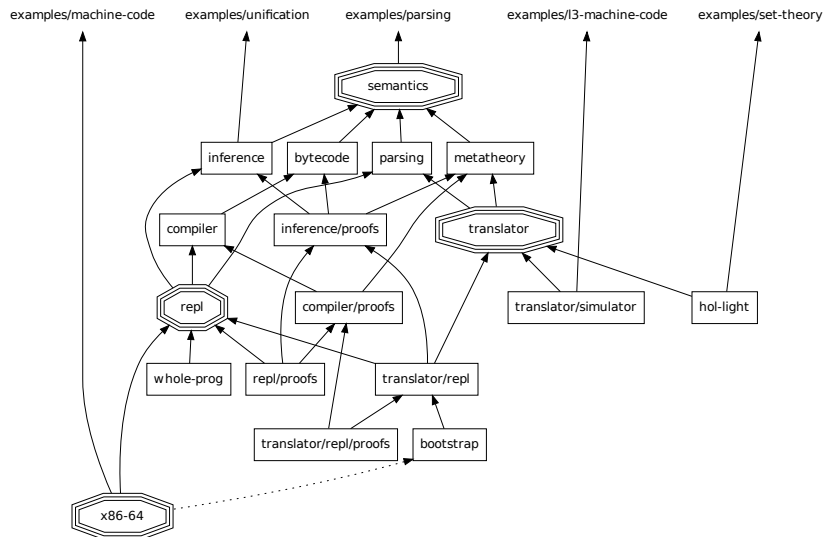 examples/machine-code
examples/unification
examples/parsing
examples/l3-machine-code
examples/set-theory
semantics
inference
bytecode
parsing
metatheory
compiler
inference/proofs
translator
repl
compiler/proofs
translator/simulator
hol-light
whole-prog
repl/proofs
translator/repl
translator/repl/proofs
bootstrap
x86-64